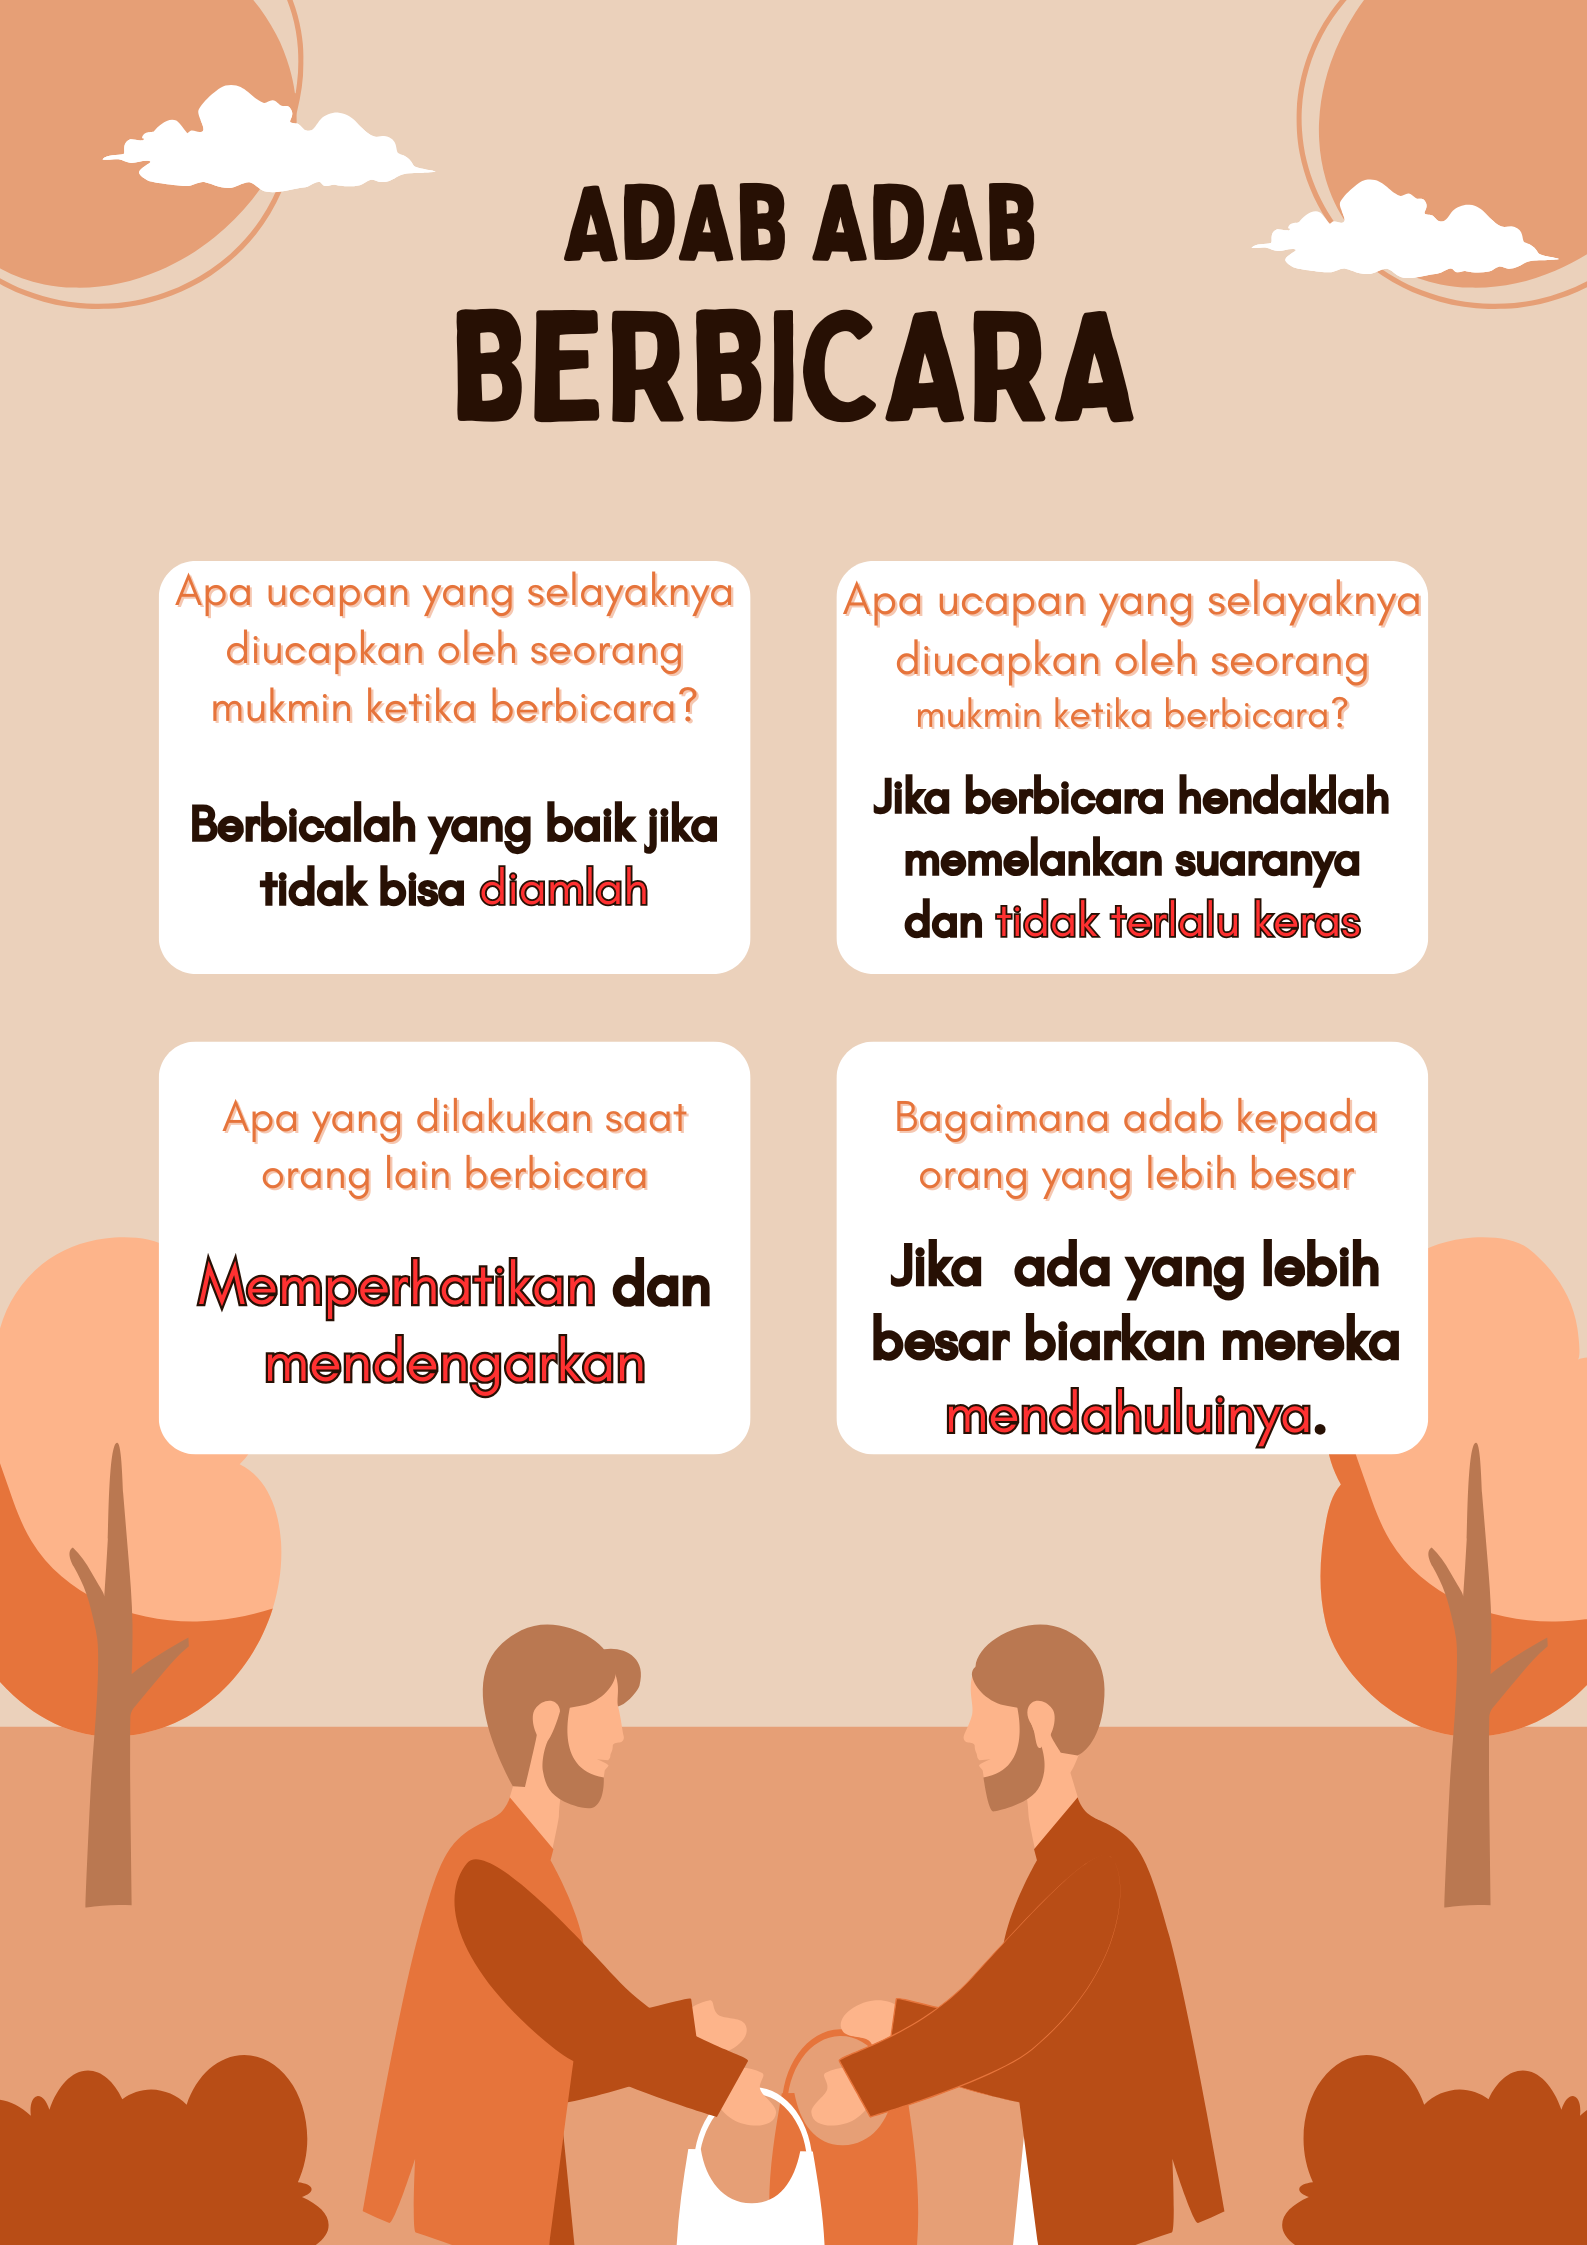 ADAB ADAB
BERBICARA
Apa ucapan yang selayaknya
diucapkan oleh seorang
mukmin ketika berbicara?
Berbicalah yang baik jika
tidak bisa diamlah
Apa ucapan yang selayaknya
diucapkan oleh seorang
mukmin ketika berbicara?
Jika berbicara hendaklah
memelankan suaranya
dan tidak terlalu keras
Apa yang dilakukan saat
orang lain berbicara
Memperhatikan dan
mendengarkan
Bagaimana adab kepada
orang yang lebih besar
Jika ada yang lebih
besar biarkan mereka
mendahuluinya.